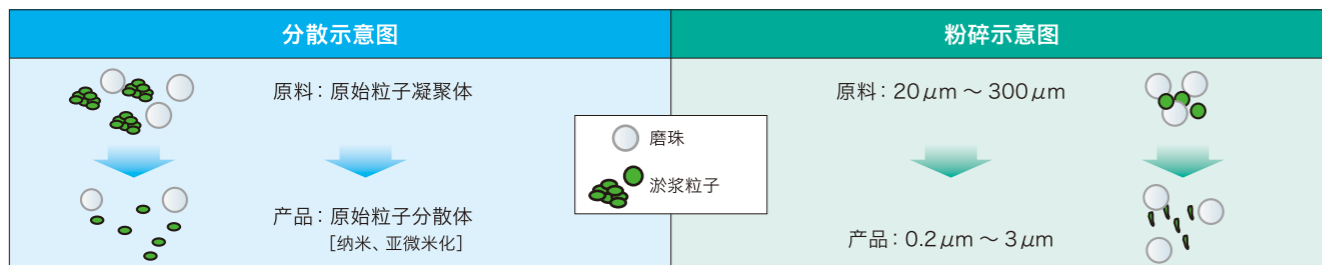 分散示意图
原料：原始粒子凝聚体
产品：原始粒子分散体
[纳米、亚微米化]
磨珠
淤浆粒子
粉碎示意图
原料：20μm～300μm
产品：0.2μm～3μm